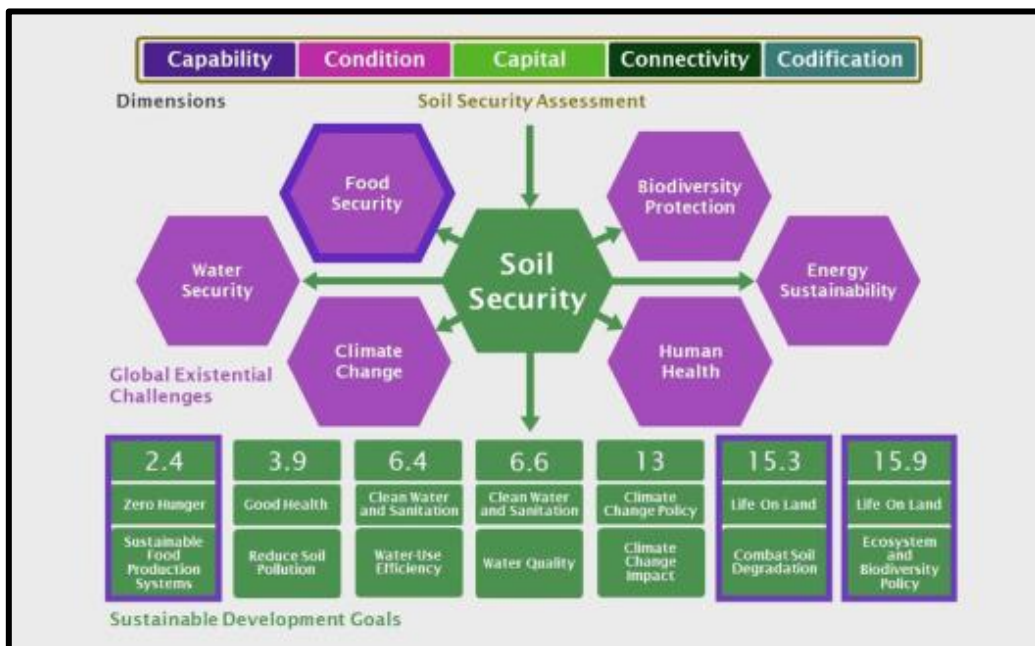 Capability Condition Capital Connectivity Codification
Dimensions Soil Security Assessment
Food
Security
Biodiversity
Protection
Water
Security
Soil
Security
Energy
Sustainability
Climate
Change
Human
Health
Global Existential
Challenges
2.4 3.9 6.4 6.6 13 15.3 15.9
Zero Hunger
Good Health
Clean Water
and Sanitation
Clean Water
and Sanitation
Climate
Change Policy
Life On Land
Life On Land
Sustainable
Food
Production
Systems
Reduce Soil
Pollution
Water-Use
Efficiency
Water Quality
Climate
Change
Impact
Combat Soil
Degradation
Ecosystem
and
Biodiversity
Policy
Sustainable Development Goals